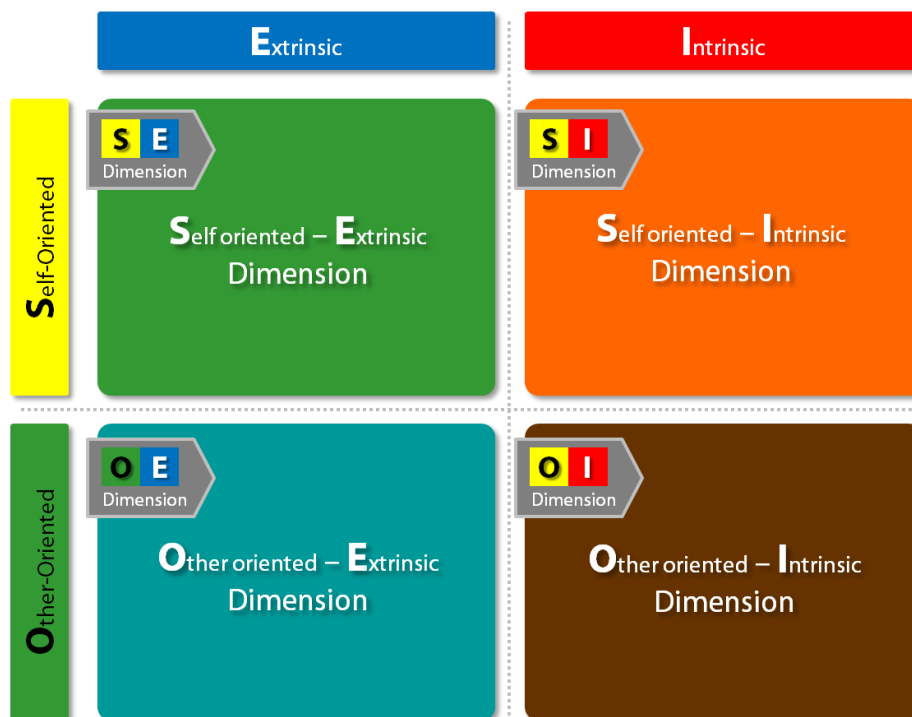 Extrinsic
Intrinsic
Self-Oriented
S E
Dimension
Self oriented – Extrinsic
Dimension
S I
Dimension
Self oriented – Intrinsic
Dimension
Other-Oriented
O E
Dimension
Other oriented – Extrinsic
Dimension
O I
Dimension
Other oriented – Intrinsic
Dimension